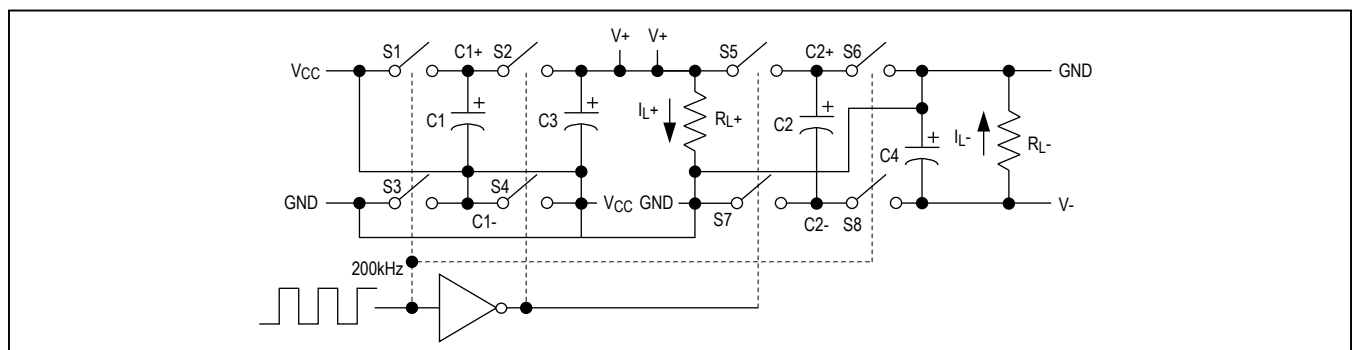 V+ V+
S1 C1+ S2 S5 C2+ S6
VCC GND
C1 C3 IL+ RL+ C2 C4 IL- RL-
S3 S4
GND VCC GND V-
C1- S7 C2- S8
200kHz